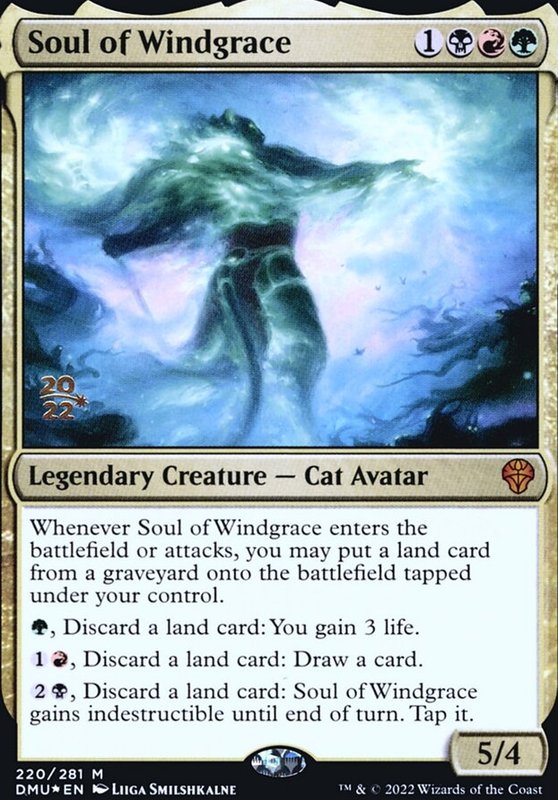 Soul of Windgrace 1
20
22
Legendary Creature — Cat Avatar
Whenever Soul of Windgrace enters the
battlefield or attacks, you may put a land card
from a graveyard onto the battlefield tapped
under your control.
, Discard a land card: You gain 3 life.
1 , Discard a land card: Draw a card.
2 , Discard a land card: Soul of Windgrace
gains indestructible until end of turn. Tap it.
5/4
220/281 M
DMU★EN Liiga Smilshkalne
™ & © 2022 Wizards of the Coast